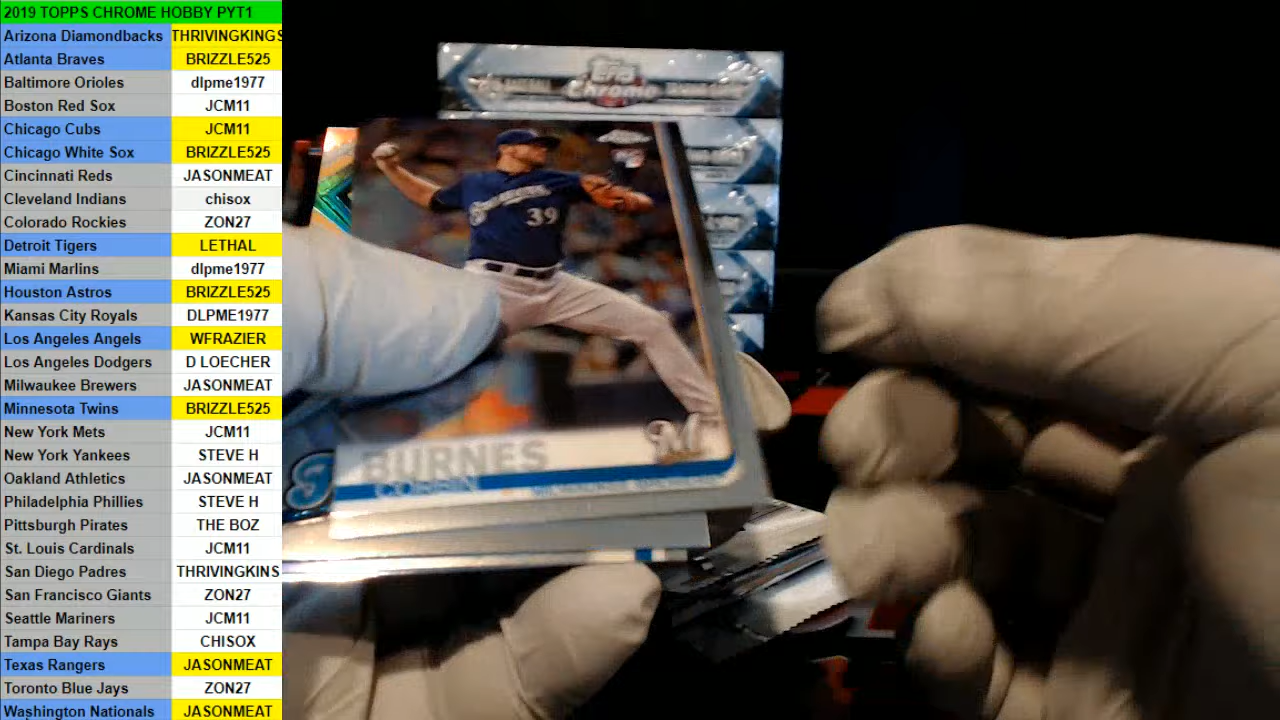 2019 TOPPS CHROME HOBBY PYT1
Arizona Diamondbacks THRIVINGKINGS
Atlanta Braves BRIZZLE525
Baltimore Orioles dlpme1977
Boston Red Sox JCM11
Chicago Cubs JCM11
Chicago White Sox BRIZZLE525
Cincinnati Reds JASONMEAT
Cleveland Indians chisox
Colorado Rockies ZON27
Detroit Tigers LETHAL
Miami Marlins dlpme1977
Houston Astros BRIZZLE525
Kansas City Royals DLPME1977
Los Angeles Angels WFRAZIER
Los Angeles Dodgers D LOECHER
Milwaukee Brewers JASONMEAT
Minnesota Twins BRIZZLE525
New York Mets JCM11
New York Yankees STEVE H
Oakland Athletics JASONMEAT
Philadelphia Phillies STEVE H
Pittsburgh Pirates THE BOZ
St. Louis Cardinals JCM11
San Diego Padres THRIVINGKINS
San Francisco Giants ZON27
Seattle Mariners JCM11
Tampa Bay Rays CHISOX
Texas Rangers JASONMEAT
Toronto Blue Jays ZON27
Washington Nationals JASONMEAT
Topps
Chrome
39
M
BURNES
CORBIN